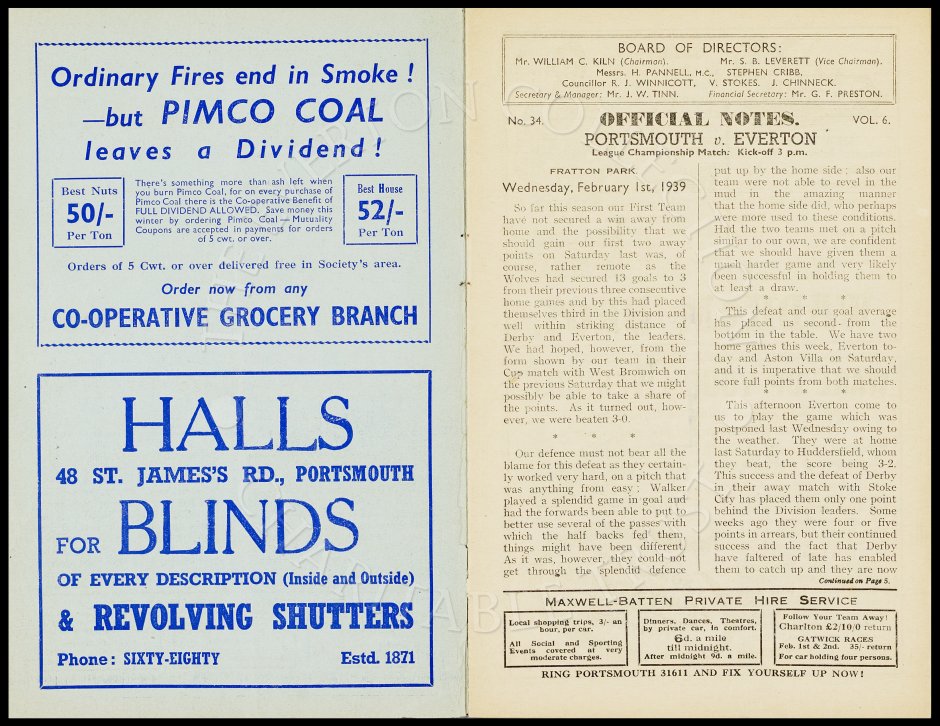 Ordinary Fires end in Smoke !
—but PIMCO COAL
leaves a Dividend !
Best Nuts
50/-
Per Ton
There's something more than ash left when
you burn Pimco Coal, for on every purchase of
Pimco Coal there is the Co-operative Benefit of
FULL DIVIDEND ALLOWED. Save money this
winter by ordering Pimco Coal—Mutuality
Coupons are accepted in payments for orders
of 5 cwt. or over.
Best House
52/-
Per Ton
Orders of 5 Cwt. or over delivered free in Society's area.
Order now from any
CO-OPERATIVE GROCERY BRANCH
HALLS
48 ST. JAMES'S RD., PORTSMOUTH
FOR BLINDS
OF EVERY DESCRIPTION (Inside and Outside)
& REVOLVING SHUTTERS
Phone : SIXTY-EIGHTY Estd. 1871
BOARD OF DIRECTORS:
Mr. WILLIAM C. KILN (Chairman). Mr. S. B. LEVERETT (Vice Chairman).
Messrs. H. PANNELL, M.C., STEPHEN CRIBB,
Councillor R. J. WINNICOTT, V. STOKES, J. CHINNECK.
Secretary & Manager: Mr. J. W. TINN. Financial Secretary: Mr. G. F. PRESTON.
No. 34. OFFICIAL NOTES. VOL. 6.
PORTSMOUTH v. EVERTON
League Championship Match: Kick-off 3 p.m.
FRATTON PARK.
Wednesday, February 1st, 1939
So far this season our First Team
have not secured a win away from
home and the possibility that we
should gain our first two away
points on Saturday last was, of
course, rather remote as the
Wolves had secured 13 goals to 3
from their previous three consecutive
home games and by this had placed
themselves third in the Division and
well within striking distance of
Derby and Everton, the leaders.
We had hoped, however, from the
form shown by our team in their
Cup match with West Bromwich on
the previous Saturday that we might
possibly be able to take a share of
the points. As it turned out, how-
ever, we were beaten 3-0.
* * *
Our defence must not bear all the
blame for this defeat as they certain-
ly worked very hard, on a pitch that
was anything from easy ; Walker
played a splendid game in goal and
had the forwards been able to put to
better use several of the passes with
which the half backs fed them,
things might have been different.
As it was, however, they could not
get through the splendid defence
put up by the home side : also our
team were not able to revel in the
mud in the amazing manner
that the home side did, who perhaps
were more used to these conditions.
Had the two teams met on a pitch
similar to our own, we are confident
that we should have given them a
much harder game and very likely
been successful in holding them to
at least a draw.
* * *
This defeat and our goal average
has placed us second from the
bottom in the table. We have two
home games this week, Everton to-
day and Aston Villa on Saturday,
and it is imperative that we should
score full points from both matches.
* * *
This afternoon Everton come to
us to play the game which was
postponed last Wednesday owing to
the weather. They were at home
last Saturday to Huddersfield, whom
they beat, the score being 3-2.
This success and the defeat of Derby
in their away match with Stoke
City has placed them only one point
behind the Division leaders. Some
weeks ago they were four or five
points in arrears, but their continued
success and the fact that Derby
have faltered of late has enabled
them to catch up and they are now
Continued on Page 5.
MAXWELL-BATTEN PRIVATE HIRE SERVICE
Local shopping trips, 3/- an
hour, per car.
All Social and Sporting
Events covered at very
moderate charges.
Dinners, Dances, Theatres,
by private car, in comfort.
6d. a mile
till midnight.
After midnight 9d. a mile.
Follow Your Team Away!
Charlton £2/10/0 return
GATWICK RACES
Feb. 1st & 2nd. 35/- return
For car holding four persons.
RING PORTSMOUTH 31611 AND FIX YOURSELF UP NOW!